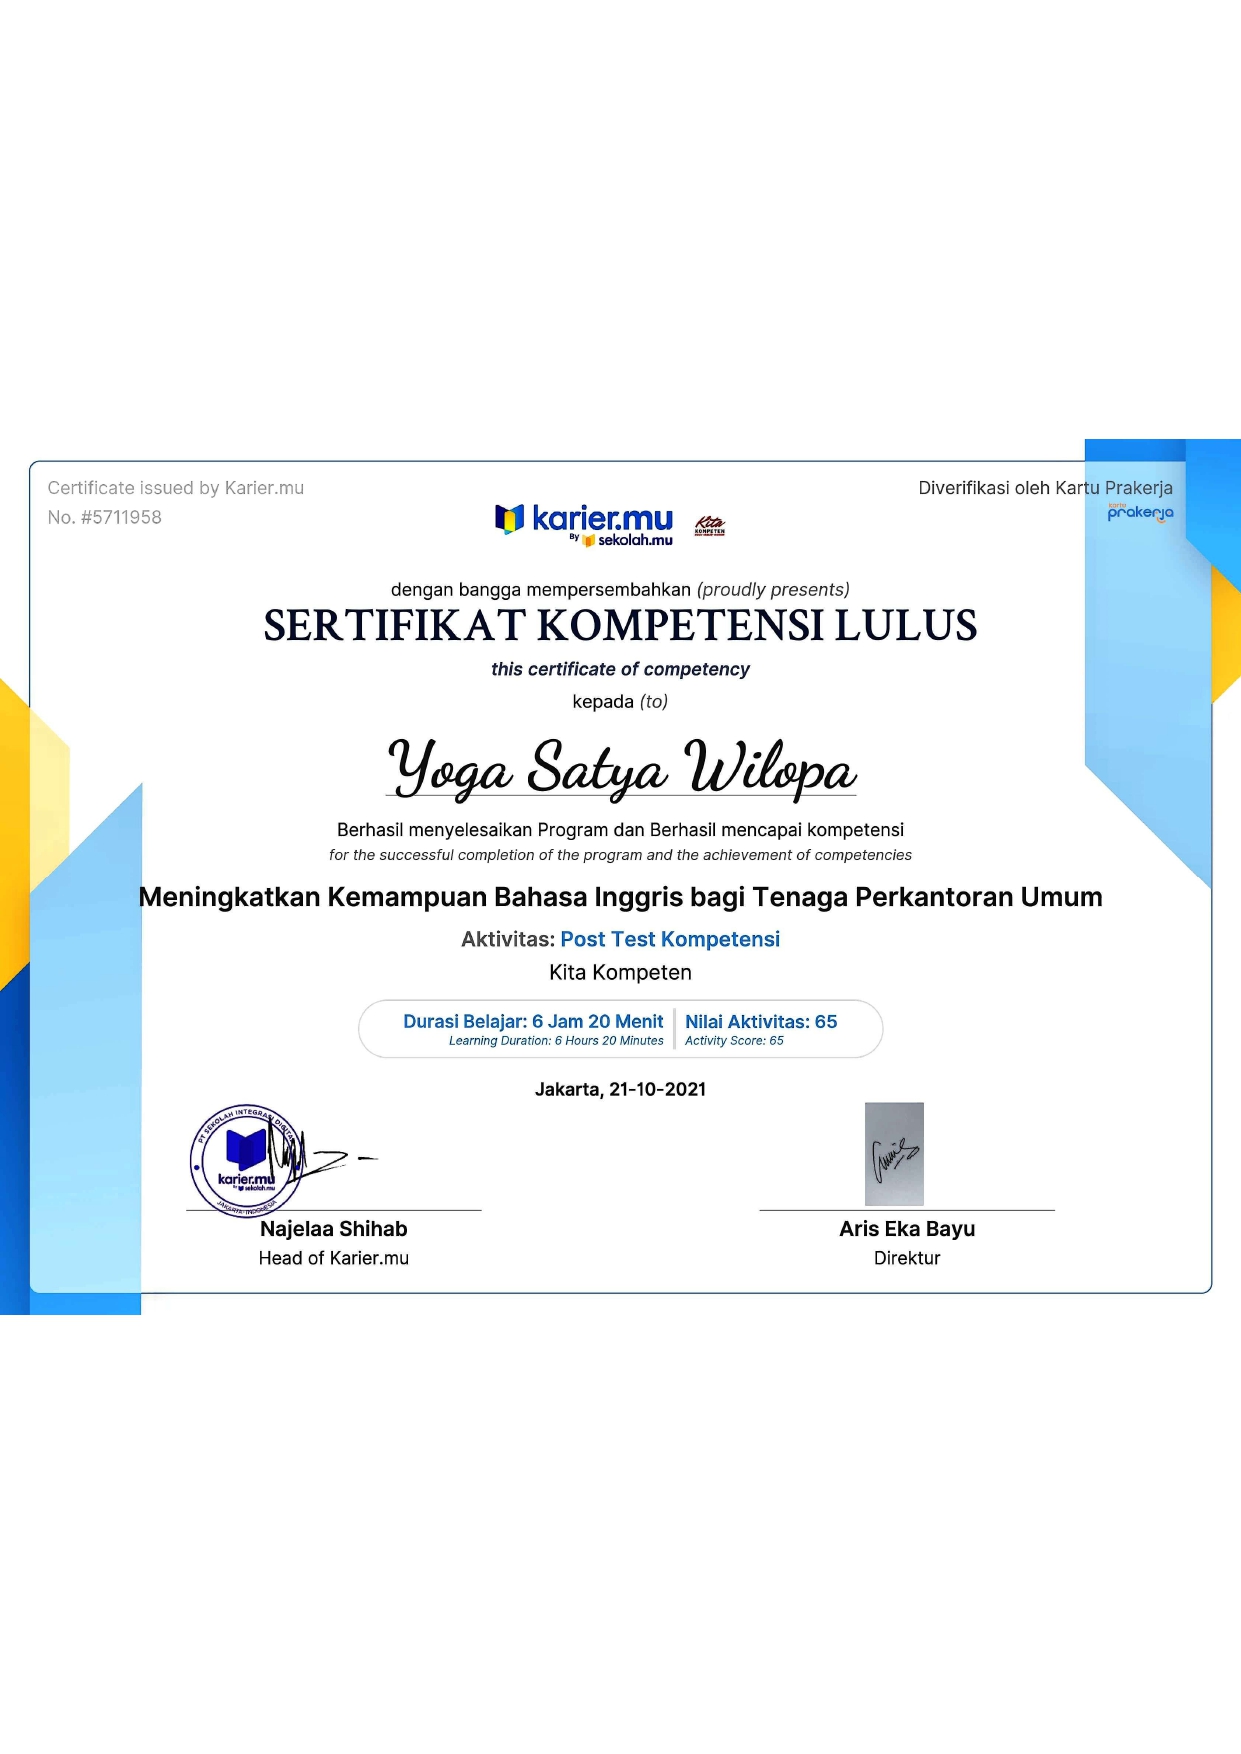 Certificate issued by Karier.mu
No. #5711958
Diverifikasi oleh Kartu Prakerja
kartu
prakerja
karier.mu
By sekolah.mu
Kita
KOMPETEN
dengan bangga mempersembahkan (proudly presents)
SERTIFIKAT KOMPETENSI LULUS
this certificate of competency
kepada (to)
Yoga Satya Wilopa
Berhasil menyelesaikan Program dan Berhasil mencapai kompetensi
for the successful completion of the program and the achievement of competencies
Meningkatkan Kemampuan Bahasa Inggris bagi Tenaga Perkantoran Umum
Aktivitas: Post Test Kompetensi
Kita Kompeten
Durasi Belajar: 6 Jam 20 Menit
Learning Duration: 6 Hours 20 Minutes
Nilai Aktivitas: 65
Activity Score: 65
Jakarta, 21-10-2021
PT SEKOLAH INTEGRASI DIGITAL
karier.mu
By sekolah.mu
JAKARTA-INDONESIA
Najelaa Shihab
Head of Karier.mu
Aris Eka Bayu
Direktur